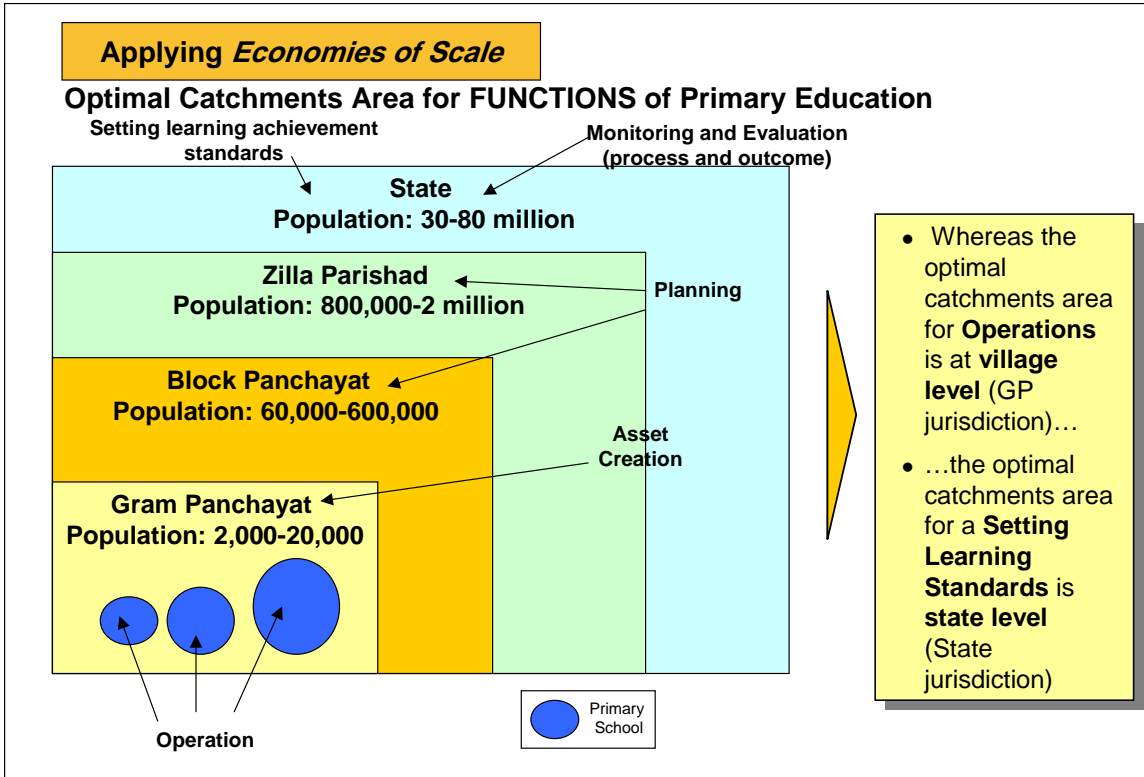 Applying Economies of Scale
Optimal Catchments Area for FUNCTIONS of Primary Education
Setting learning achievement
standards
Monitoring and Evaluation
(process and outcome)
State
Population: 30-80 million
Zilla Parishad
Population: 800,000-2 million
Planning
Block Panchayat
Population: 60,000-600,000
Asset
Creation
Gram Panchayat
Population: 2,000-20,000
Operation
Primary
School
• Whereas the
optimal
catchments area
for Operations
is at village
level (GP
jurisdiction)…
• …the optimal
catchments area
for a Setting
Learning
Standards is
state level
(State
jurisdiction)